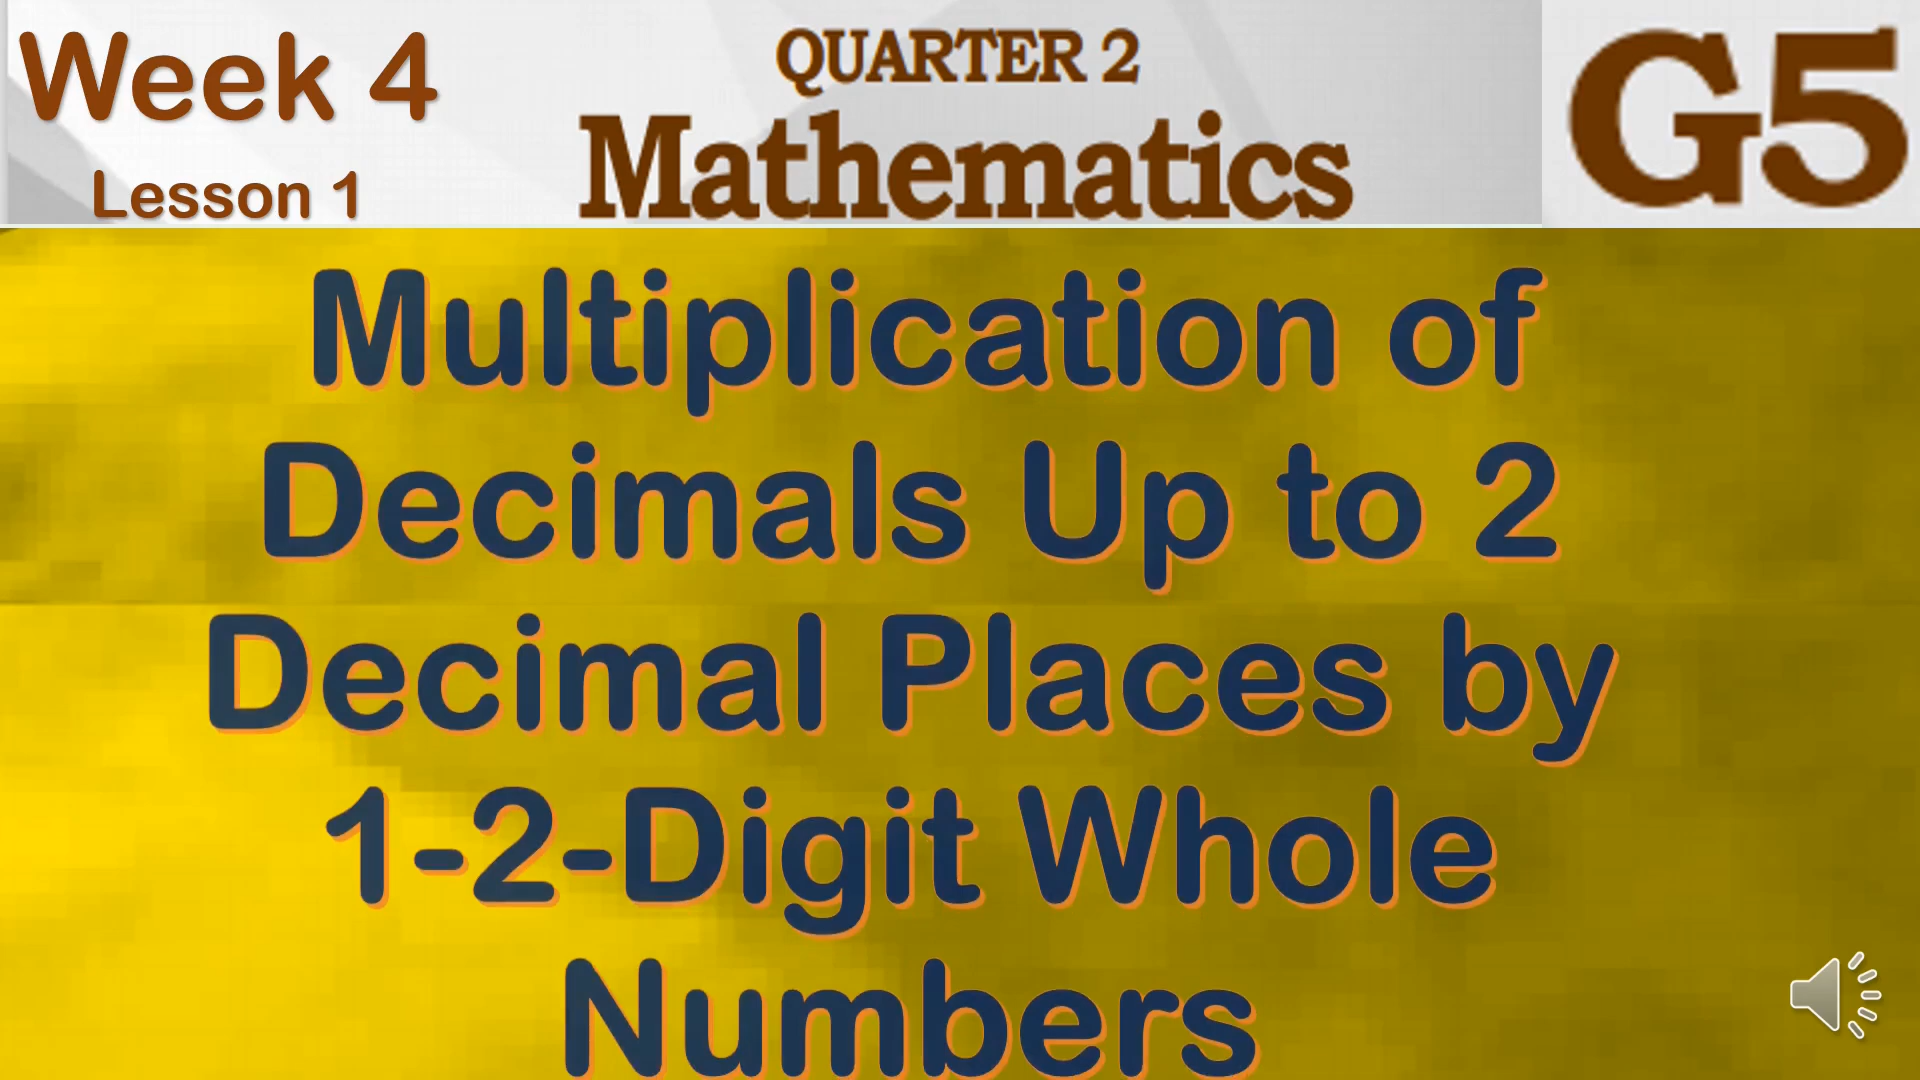 Week 4
Lesson 1
QUARTER 2
Mathematics
G5
Multiplication of
Decimals Up to 2
Decimal Places by
1-2-Digit Whole
Numbers